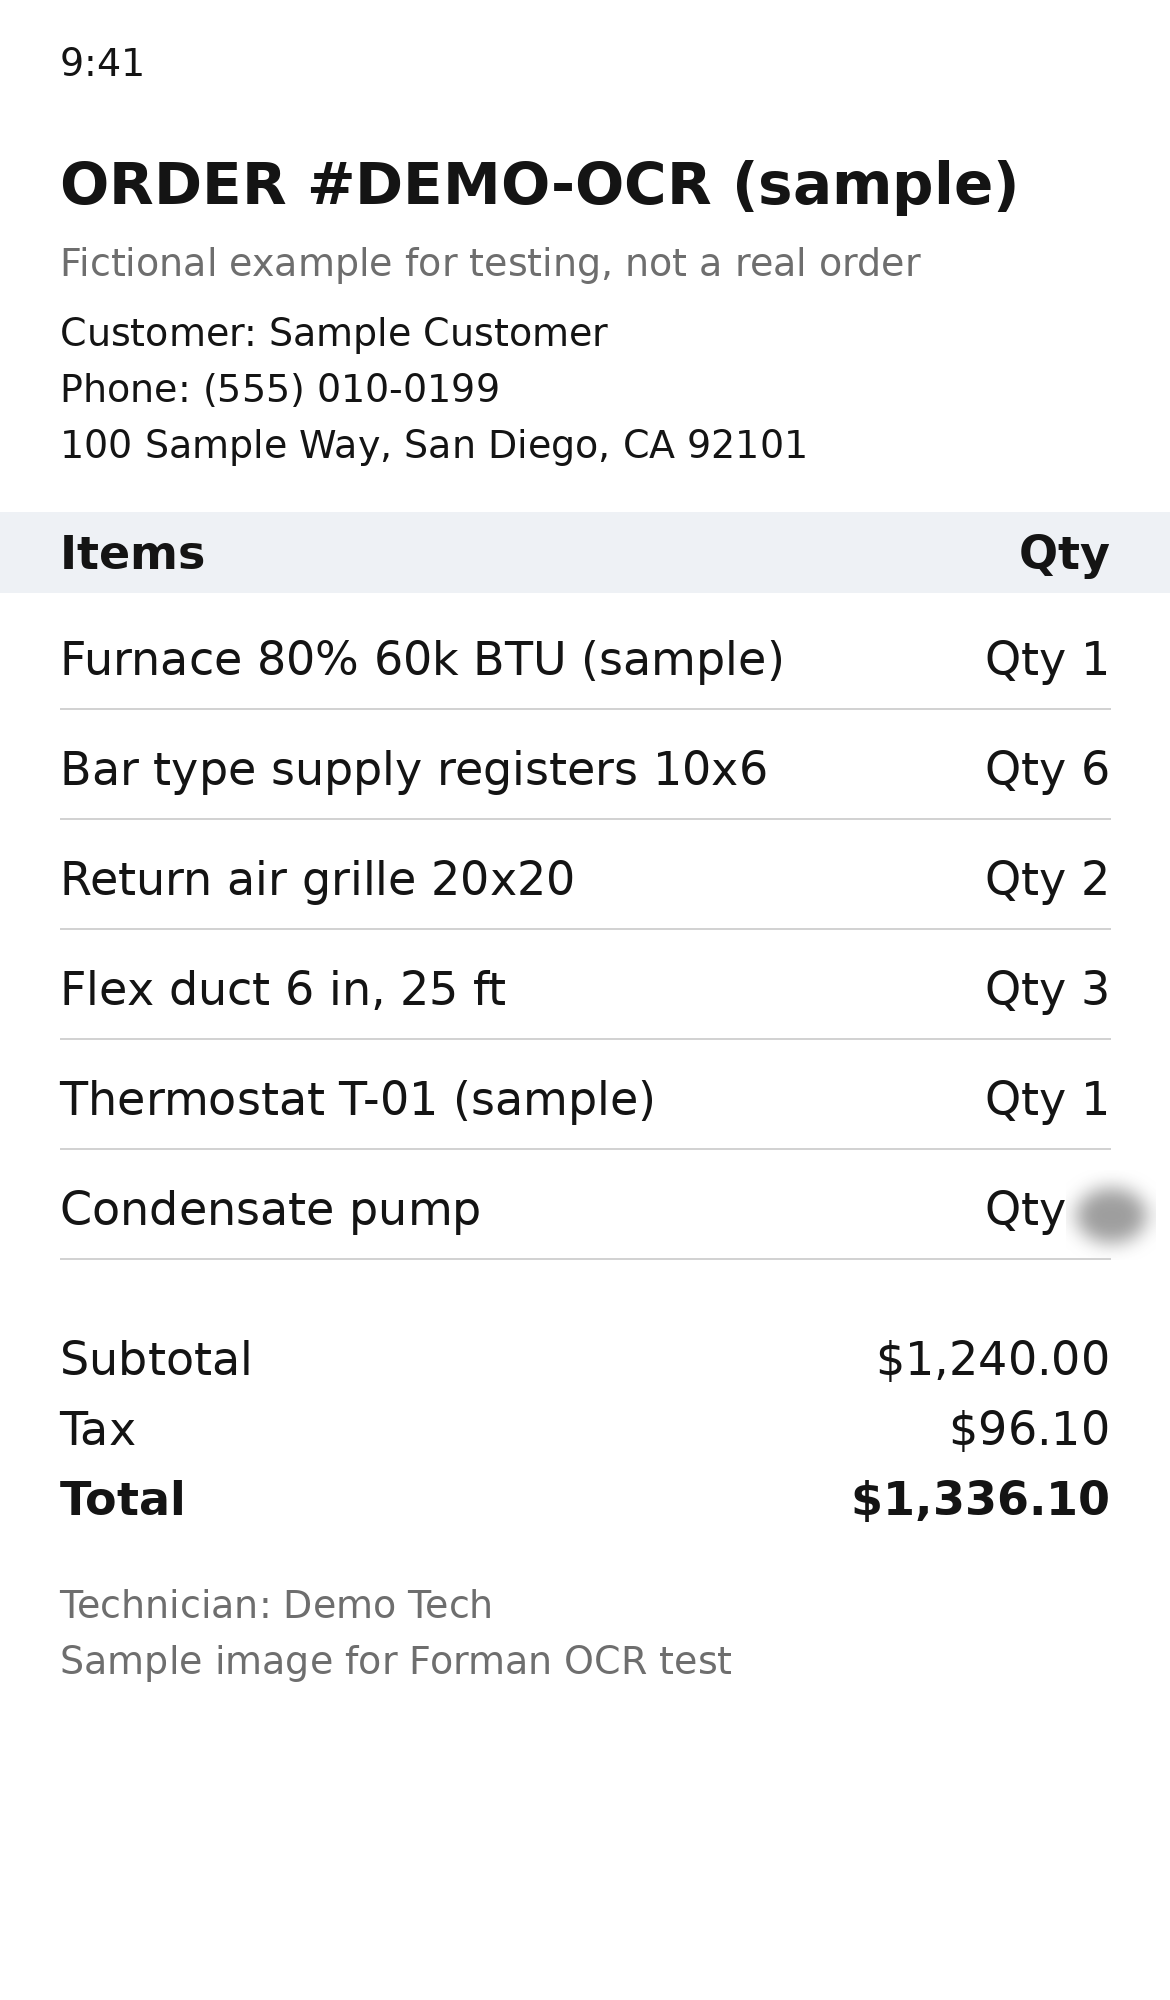 9:41
ORDER #DEMO-OCR (sample)
Fictional example for testing, not a real order
Customer: Sample Customer
Phone: (555) 010-0199
100 Sample Way, San Diego, CA 92101
Items Qty
Furnace 80% 60k BTU (sample) Qty 1
Bar type supply registers 10x6 Qty 6
Return air grille 20x20 Qty 2
Flex duct 6 in, 25 ft Qty 3
Thermostat T-01 (sample) Qty 1
Condensate pump Qty
Subtotal $1,240.00
Tax $96.10
Total $1,336.10
Technician: Demo Tech
Sample image for Forman OCR test